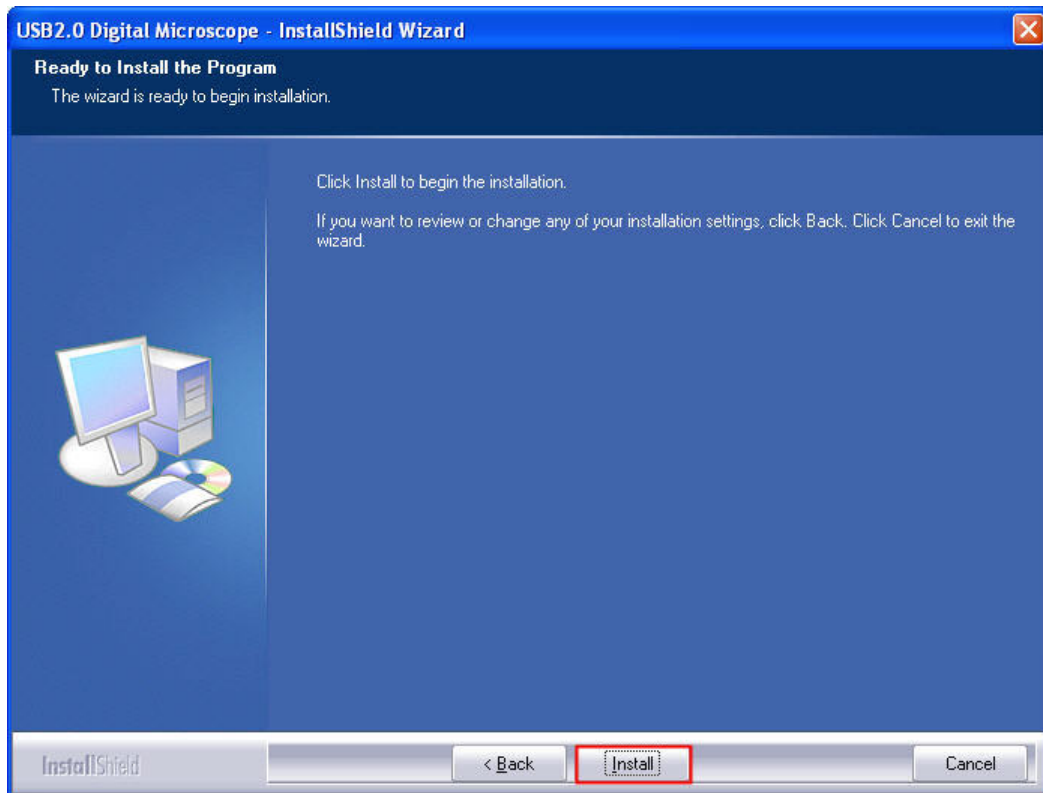 USB2.0 Digital Microscope - InstallShield Wizard
Ready to Install the Program
The wizard is ready to begin installation.
Click Install to begin the installation.
If you want to review or change any of your installation settings, click Back. Click Cancel to exit the
wizard.
InstallShield
< Back
Install
Cancel